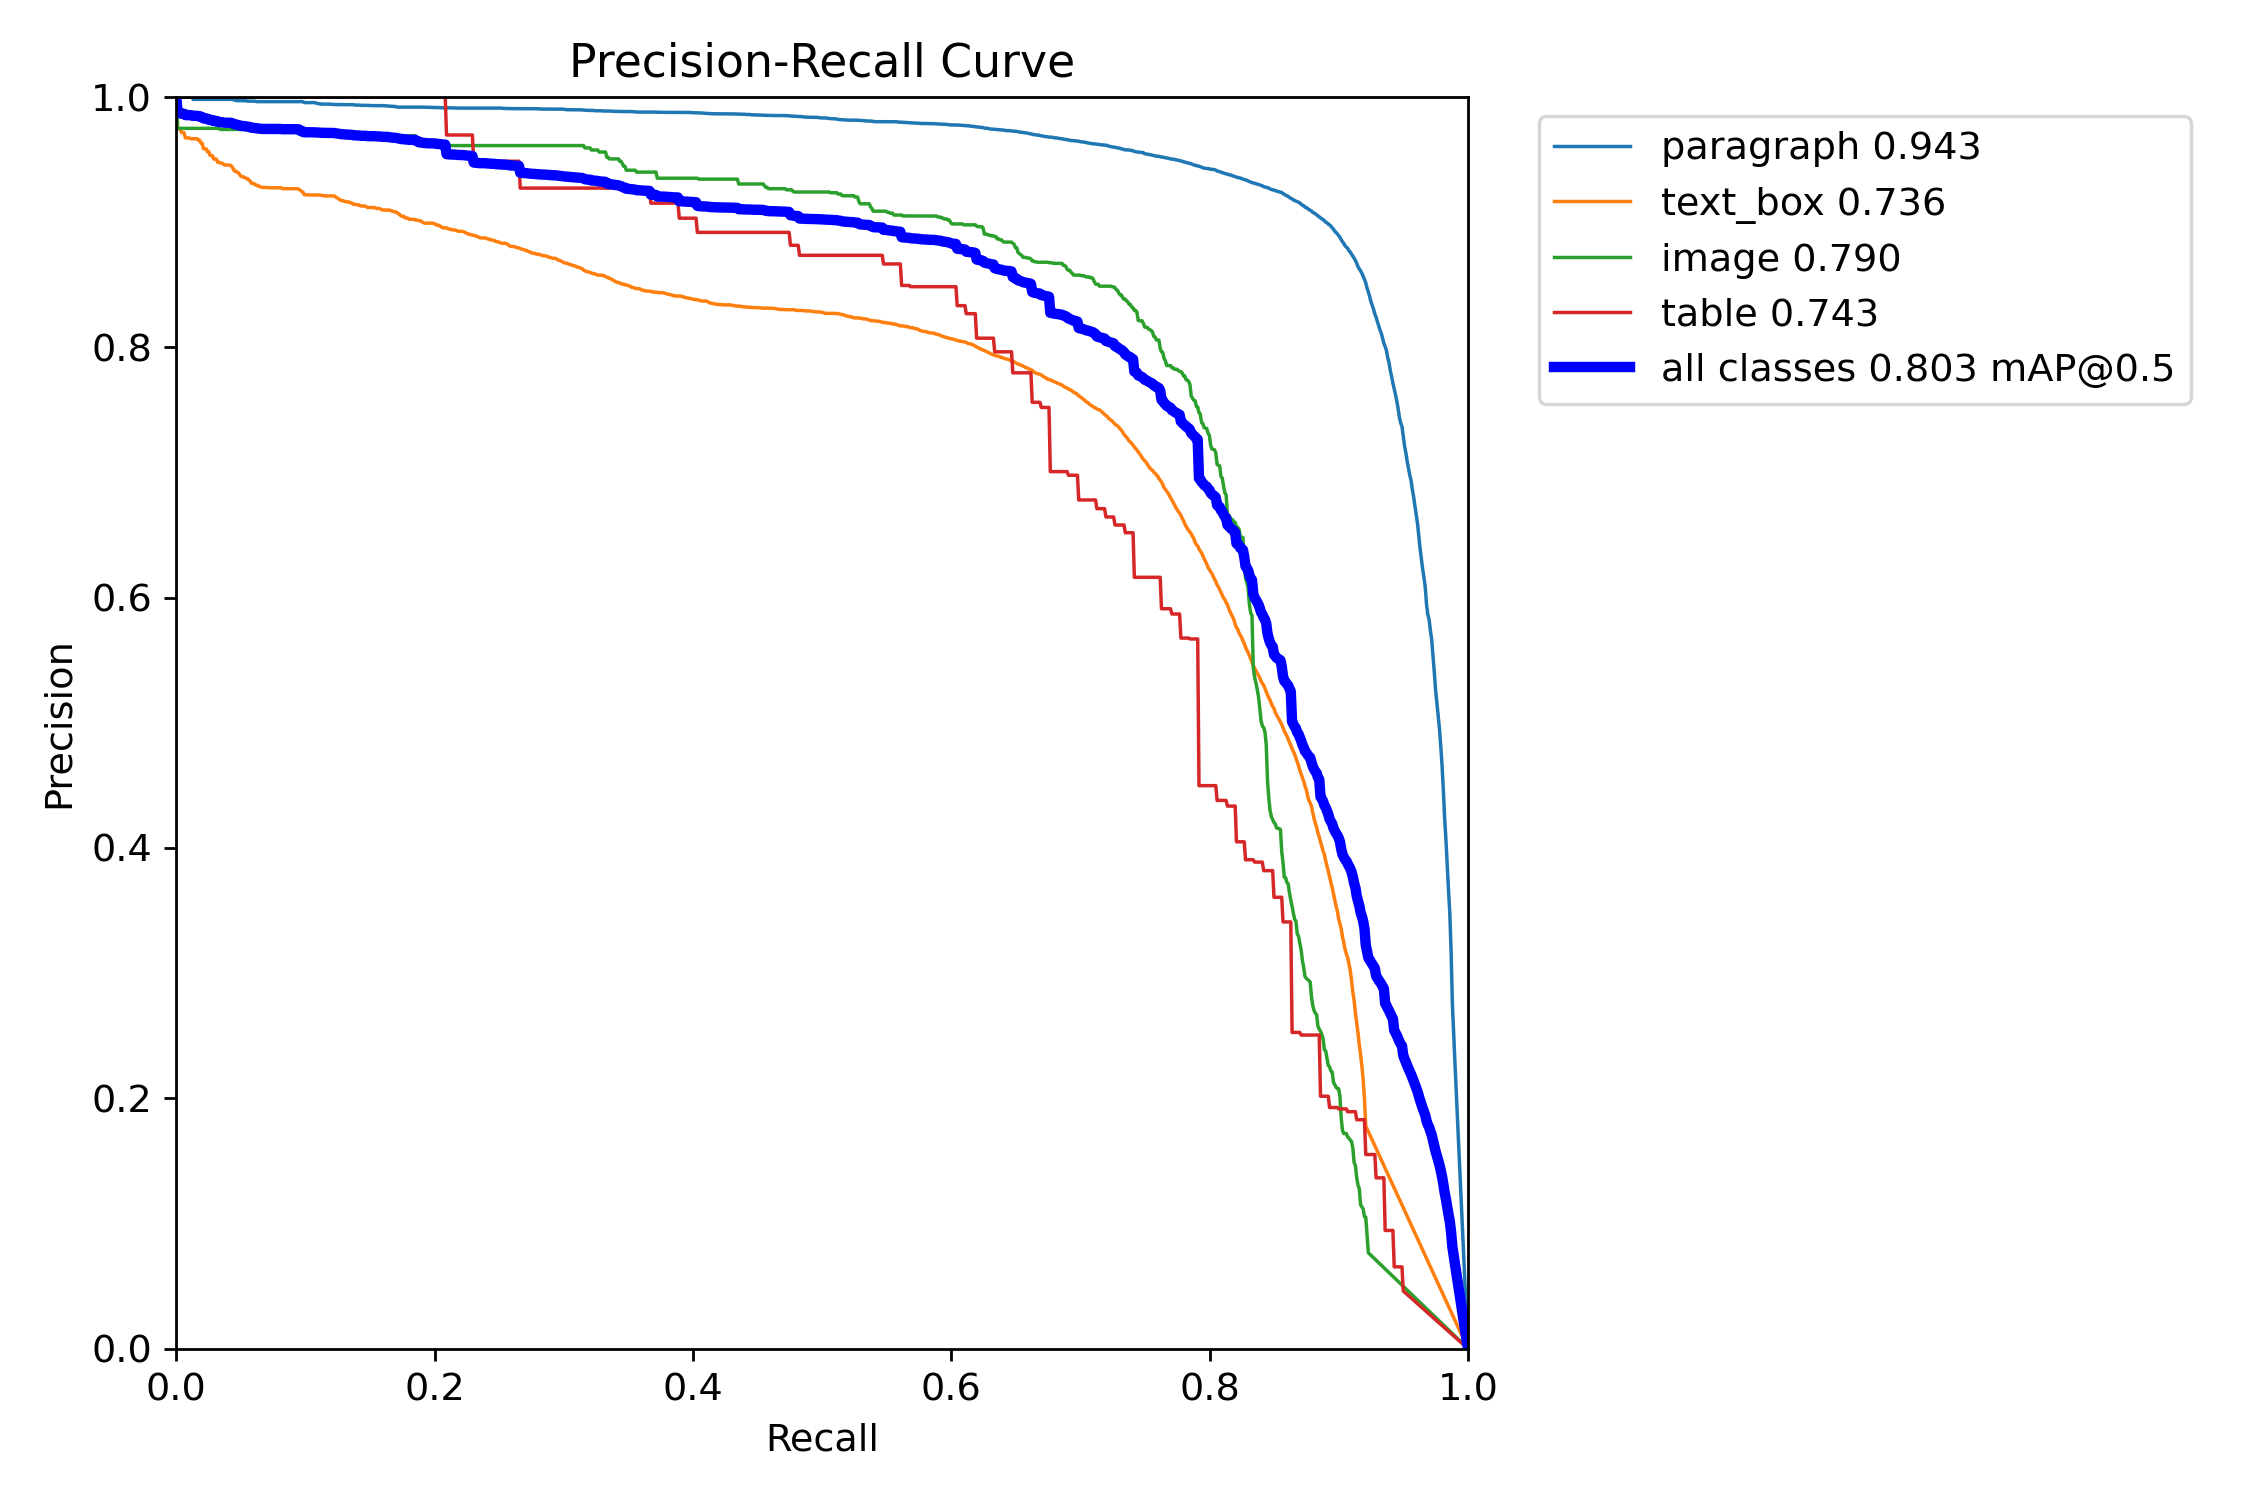 Precision-Recall Curve
1.0
0.8
0.6
0.4
0.2
0.0
Precision
0.0 0.2 0.4 0.6 0.8 1.0
Recall
paragraph 0.943
text_box 0.736
image 0.790
table 0.743
all classes 0.803 mAP@0.5